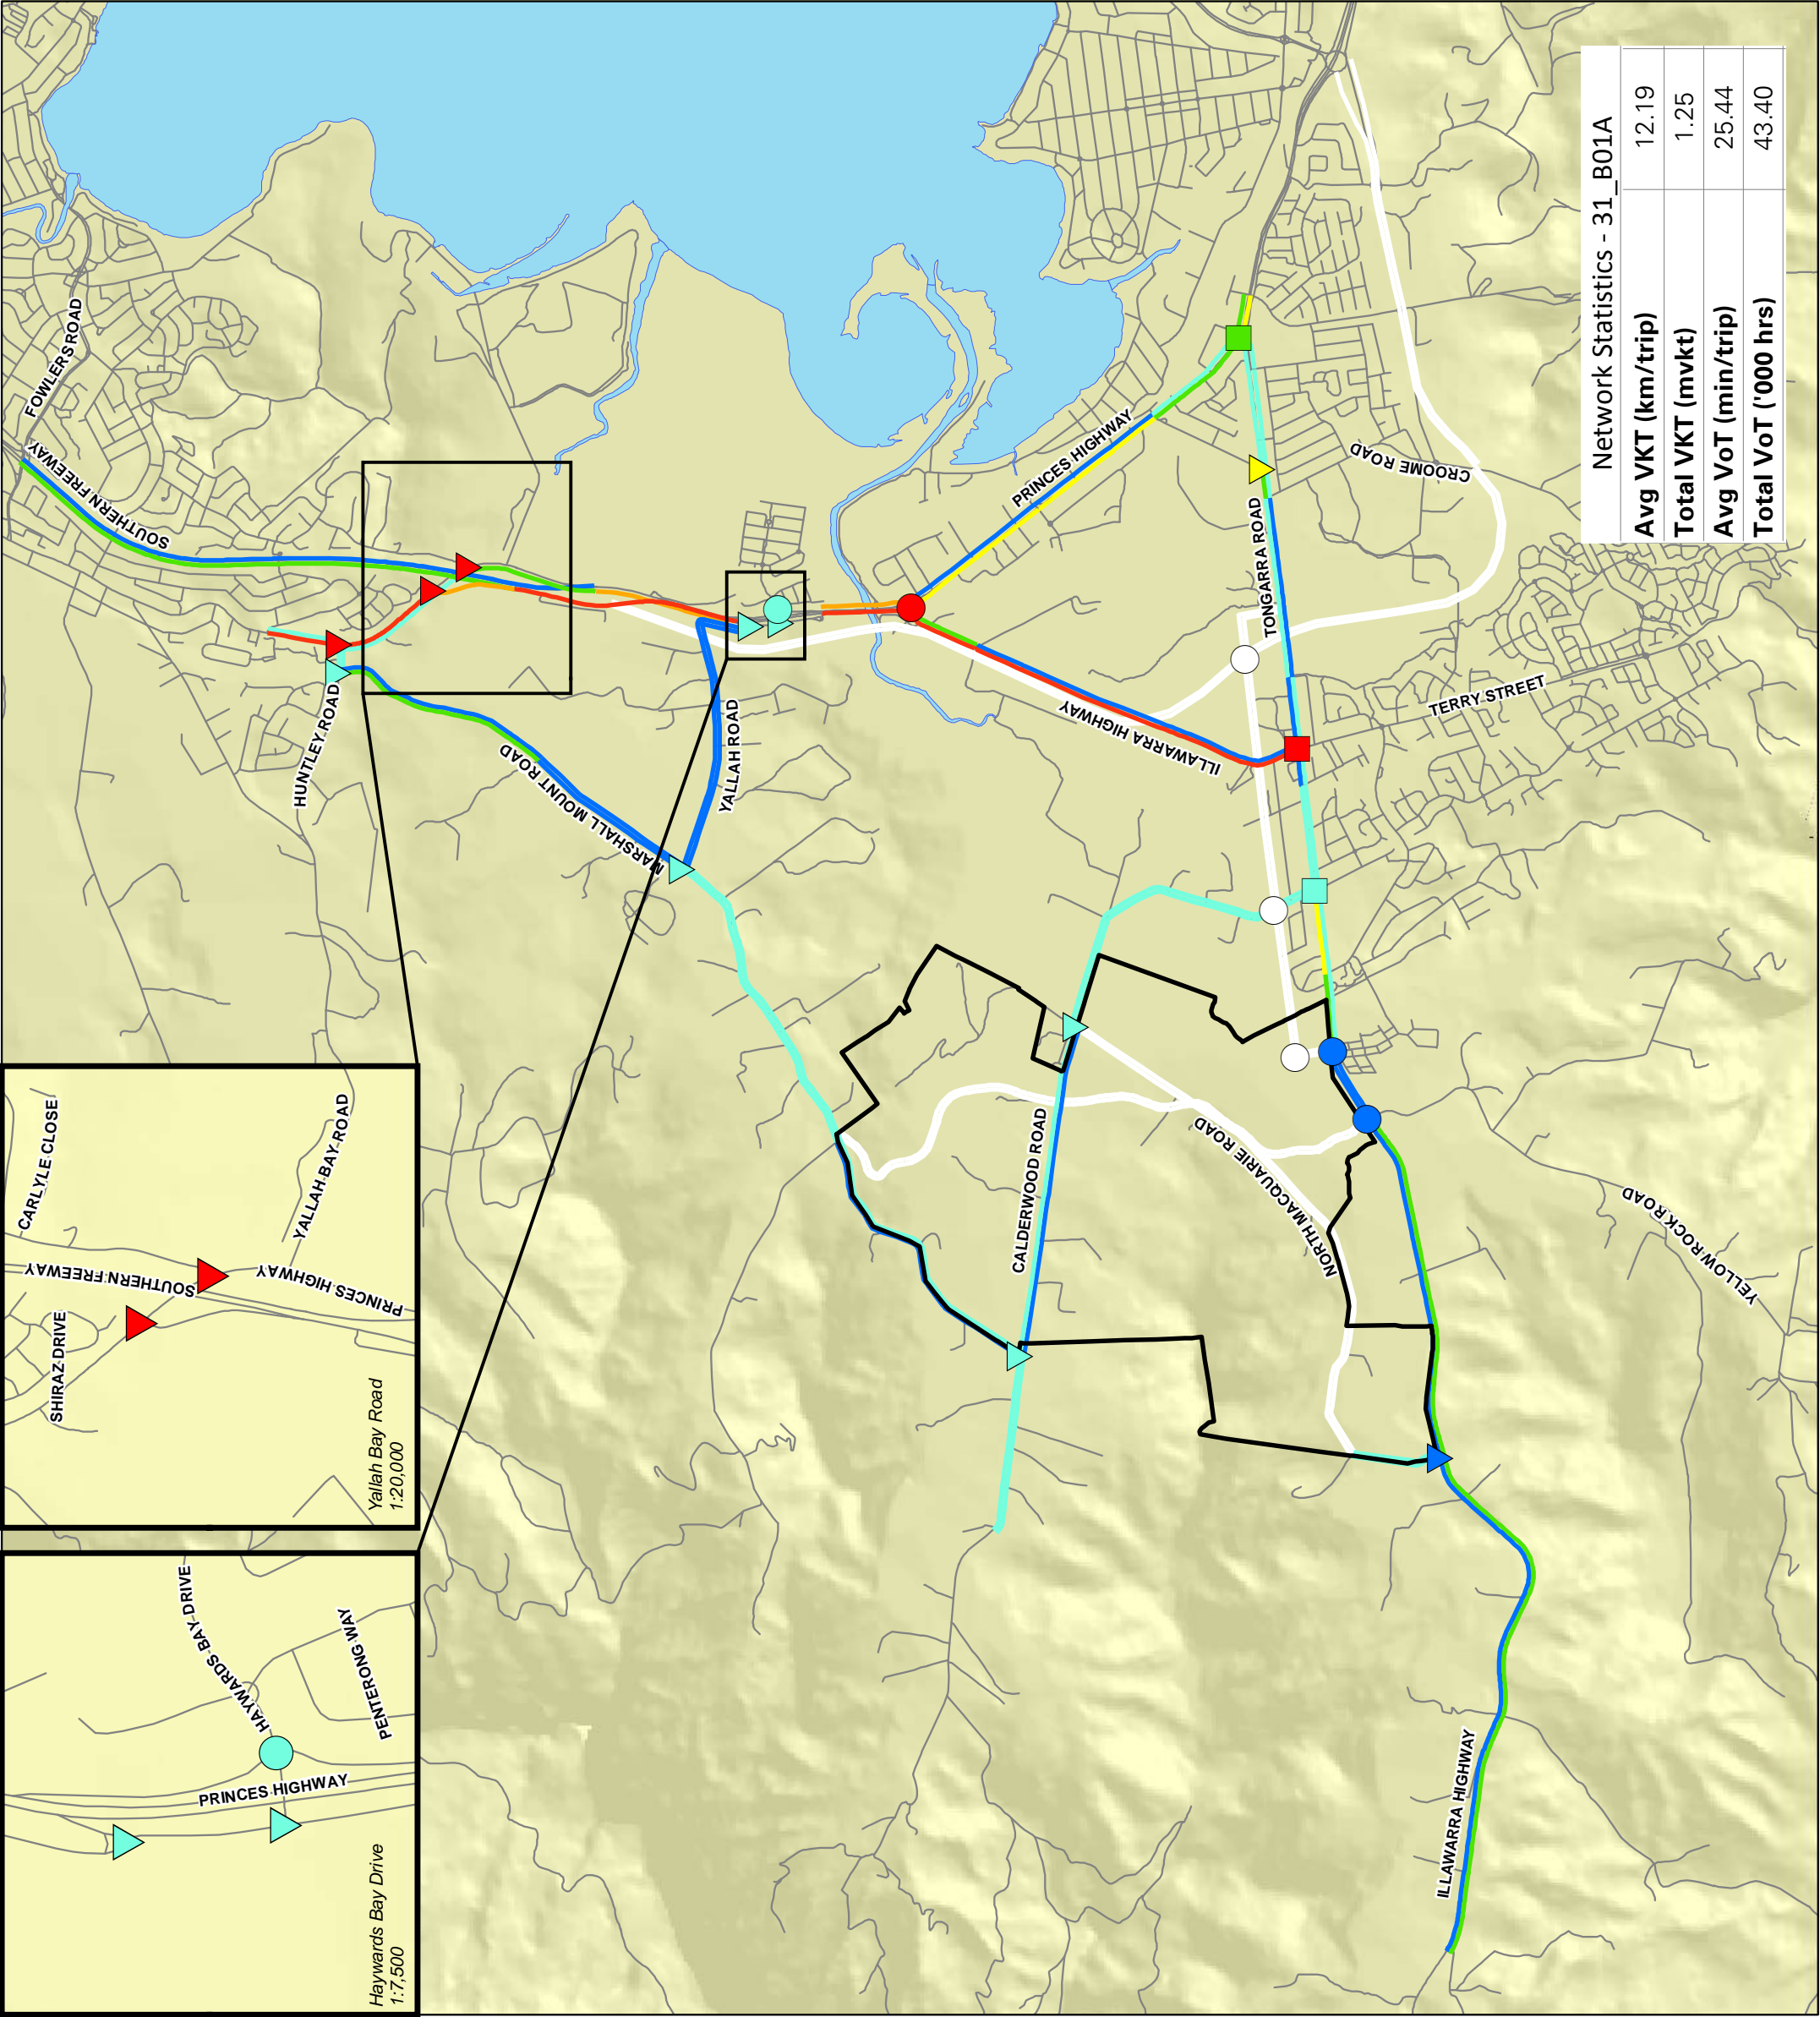 Haywards Bay Drive
1:7,500
HAYWARDS BAY DRIVE
PENTERONG WAY
PRINCES HIGHWAY
Yallah Bay Road
1:20,000
CARLYLE CLOSE
SHIRAZ DRIVE
SOUTHERN FREEWAY
PRINCES HIGHWAY
YALLAH BAY ROAD
FOWLERS ROAD
SOUTHERN FREEWAY
HUNTLEY ROAD
MARSHALL MOUNT ROAD
YALLAH ROAD
PRINCES HIGHWAY
ILLAWARRA HIGHWAY
TONGARRA ROAD
CROOME ROAD
TERRY STREET
CALDERWOOD ROAD
NORTH MACQUARIE ROAD
YELLOW ROCK ROAD
ILLAWARRA HIGHWAY
Network Statistics - 31_B01A
Avg VKT (km/trip) 12.19
Total VKT (mvkt) 1.25
Avg VoT (min/trip) 25.44
Total VoT ('000 hrs) 43.40